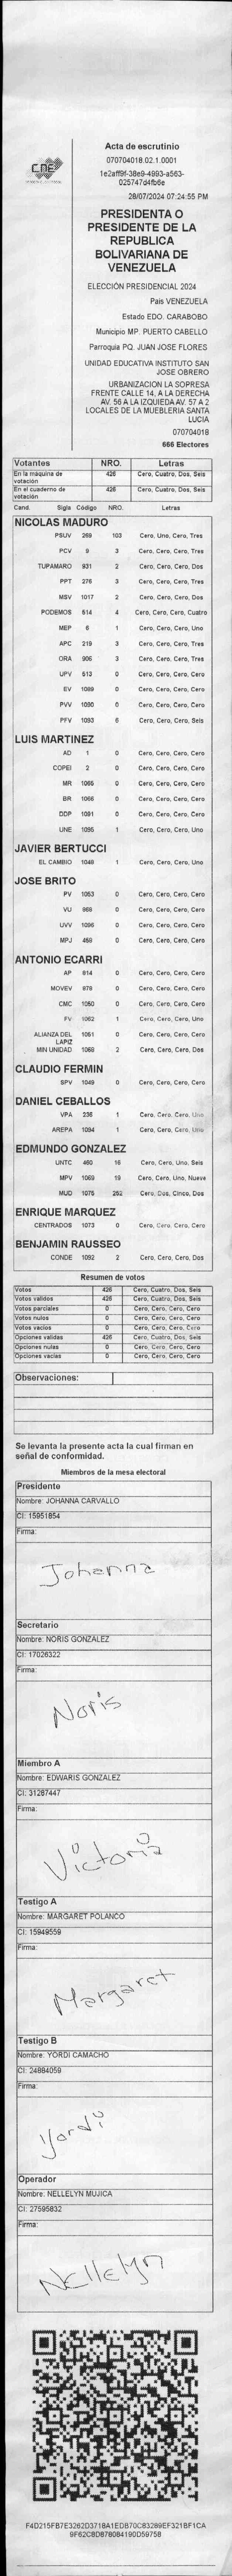 CNE
Acta de escrutinio
070704018.02.1.0001
1e2aff9f-38e9-4993-a563-
025747d4fb6e
28/07/2024 07:24:55 PM
PRESIDENTA O
PRESIDENTE DE LA
REPUBLICA
BOLIVARIANA DE
VENEZUELA
ELECCIÓN PRESIDENCIAL 2024
Pais VENEZUELA
Estado EDO. CARABOBO
Municipio MP. PUERTO CABELLO
Parroquia PQ. JUAN JOSE FLORES
UNIDAD EDUCATIVA INSTITUTO SAN
JOSE OBRERO
URBANIZACION LA SOPRESA
FRENTE CALLE 14, A LA DERECHA
AV. 56 A LA IZQUIEDA AV. 57 A 2
LOCALES DE LA MUEBLERIA SANTA
LUCIA
070704018
666 Electores
Votantes NRO. Letras
En la máquina de votación 426 Cero, Cuatro, Dos, Seis
En el cuaderno de votación 426 Cero, Cuatro, Dos, Seis
Cand. Sigla Código NRO. Letras
NICOLAS MADURO
PSUV 269 103 Cero, Uno, Cero, Tres
PCV 9 3 Cero, Cero, Cero, Tres
TUPAMARO 931 2 Cero, Cero, Cero, Dos
PPT 276 3 Cero, Cero, Cero, Tres
MSV 1017 2 Cero, Cero, Cero, Dos
PODEMOS 514 4 Cero, Cero, Cero, Cuatro
MEP 6 1 Cero, Cero, Cero, Uno
APC 219 3 Cero, Cero, Cero, Tres
ORA 906 3 Cero, Cero, Cero, Tres
UPV 513 0 Cero, Cero, Cero, Cero
EV 1089 0 Cero, Cero, Cero, Cero
PVV 1090 0 Cero, Cero, Cero, Cero
PFV 1093 6 Cero, Cero, Cero, Seis
LUIS MARTINEZ
AD 1 0 Cero, Cero, Cero, Cero
COPEI 2 0 Cero, Cero, Cero, Cero
MR 1065 0 Cero, Cero, Cero, Cero
BR 1066 0 Cero, Cero, Cero, Cero
DDP 1091 0 Cero, Cero, Cero, Cero
UNE 1095 1 Cero, Cero, Cero, Uno
JAVIER BERTUCCI
EL CAMBIO 1048 1 Cero, Cero, Cero, Uno
JOSE BRITO
PV 1053 0 Cero, Cero, Cero, Cero
VU 968 0 Cero, Cero, Cero, Cero
UVV 1096 0 Cero, Cero, Cero, Cero
MPJ 458 0 Cero, Cero, Cero, Cero
ANTONIO ECARRI
AP 914 0 Cero, Cero, Cero, Cero
MOVEV 978 0 Cero, Cero, Cero, Cero
CMC 1050 0 Cero, Cero, Cero, Cero
FV 1062 1 Cero, Cero, Cero, Uno
ALIANZA DEL LAPIZ 1051 0 Cero, Cero, Cero, Cero
MIN UNIDAD 1068 2 Cero, Cero, Cero, Dos
CLAUDIO FERMIN
SPV 1049 0 Cero, Cero, Cero, Cero
DANIEL CEBALLOS
VPA 236 1 Cero, Cero, Cero, Uno
AREPA 1094 1 Cero, Cero, Cero, Uno
EDMUNDO GONZALEZ
UNTC 460 16 Cero, Cero, Uno, Seis
MPV 1069 19 Cero, Cero, Uno, Nueve
MUD 1075 252 Cero, Dos, Cinco, Dos
ENRIQUE MARQUEZ
CENTRADOS 1073 0 Cero, Cero, Cero, Cero
BENJAMIN RAUSSEO
CONDE 1092 2 Cero, Cero, Cero, Dos
Resumen de votos
Votos 426 Cero, Cuatro, Dos, Seis
Votos validos 426 Cero, Cuatro, Dos, Seis
Votos parciales 0 Cero, Cero, Cero, Cero
Votos nulos 0 Cero, Cero, Cero, Cero
Votos vacios 0 Cero, Cero, Cero, Cero
Opciones validas 426 Cero, Cuatro, Dos, Seis
Opciones nulas 0 Cero, Cero, Cero, Cero
Opciones vacias 0 Cero, Cero, Cero, Cero
Observaciones:
Se levanta la presente acta la cual firman en
señal de conformidad.
Miembros de la mesa electoral
Presidente
Nombre: JOHANNA CARVALLO
CI: 15951854
Firma:
Johanna
Secretario
Nombre: NORIS GONZALEZ
CI: 17026322
Firma:
Noris
Miembro A
Nombre: EDWARIS GONZALEZ
CI: 31287447
Firma:
Victoria
Testigo A
Nombre: MARGARET POLANCO
CI: 15949559
Firma:
Margaret
Testigo B
Nombre: YORDI CAMACHO
CI: 24884059
Firma:
Yordi
Operador
Nombre: NELLELYN MUJICA
CI: 27595832
Firma:
Nellelyn
F4D215FB7E3262D3718A1EDB70C83289EF321BF1CA
9F62C8D878084190D59758